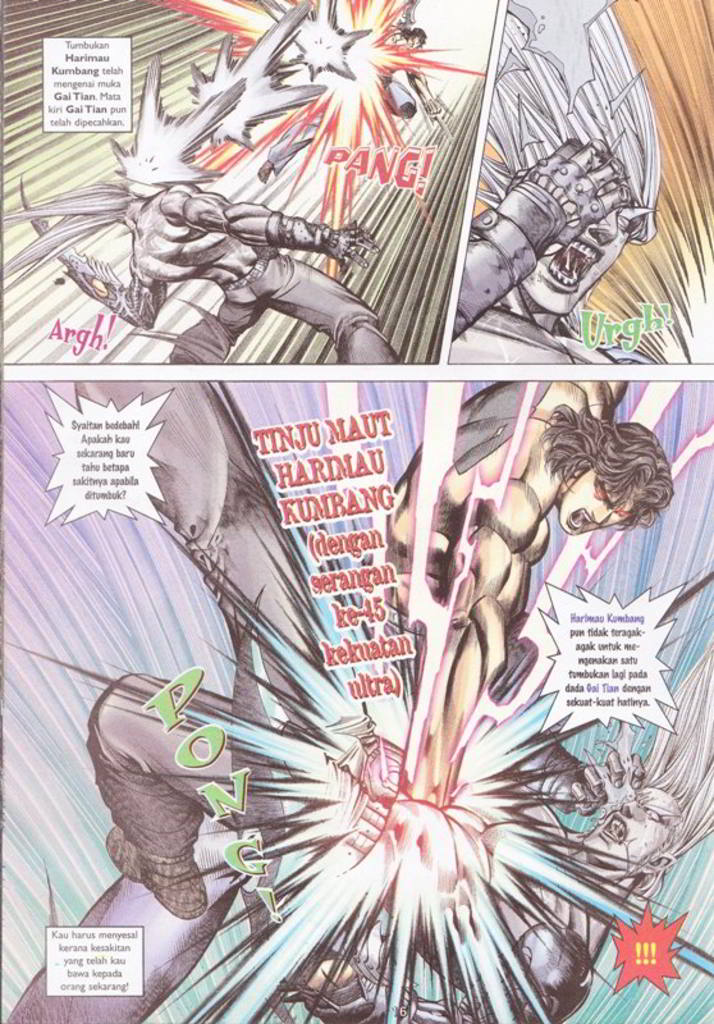 Tumbukan
Harimau
Kumbang telah
mengenai muka
Gai Tian. Mata
kiri Gai Tian pun
telah dipecahkan.
PANG!
Argh!
Urgh!
Syaitan bedebah!
Apakah kau
sekarang baru
tahu betapa
sakitnya apabila
ditumbuk?
TINJU MAUT
HARIMAU
KUMBANG
(dengan
serangan
ke-45
kekuatan
ultra)
Harimau Kumbang
pun tidak teragak-
agak untuk me-
ngenakan satu
tumbukan lagi pada
dada Gai Tian dengan
sekuat-kuat hatinya.
PONG!
Kau harus menyesal
kerana kesakitan
yang telah kau
bawa kepada
orang sekarang!
!!!
16